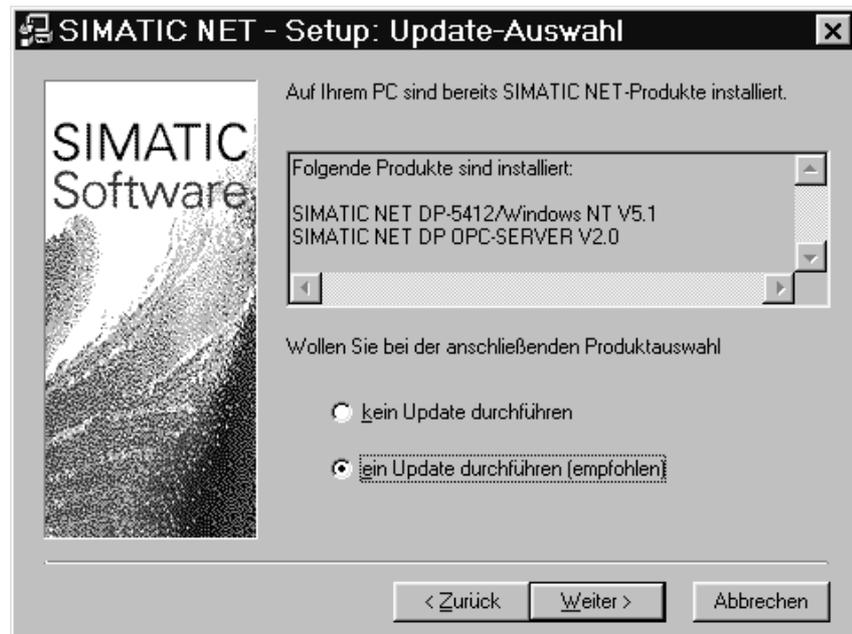 SIMATIC NET - Setup: Update-Auswahl
SIMATIC
Software
Auf Ihrem PC sind bereits SIMATIC NET-Produkte installiert.
Folgende Produkte sind installiert:
SIMATIC NET DP-5412/Windows NT V5.1
SIMATIC NET DP OPC-SERVER V2.0
Wollen Sie bei der anschließenden Produktauswahl
kein Update durchführen
ein Update durchführen (empfohlen)
< Zurück
Weiter >
Abbrechen